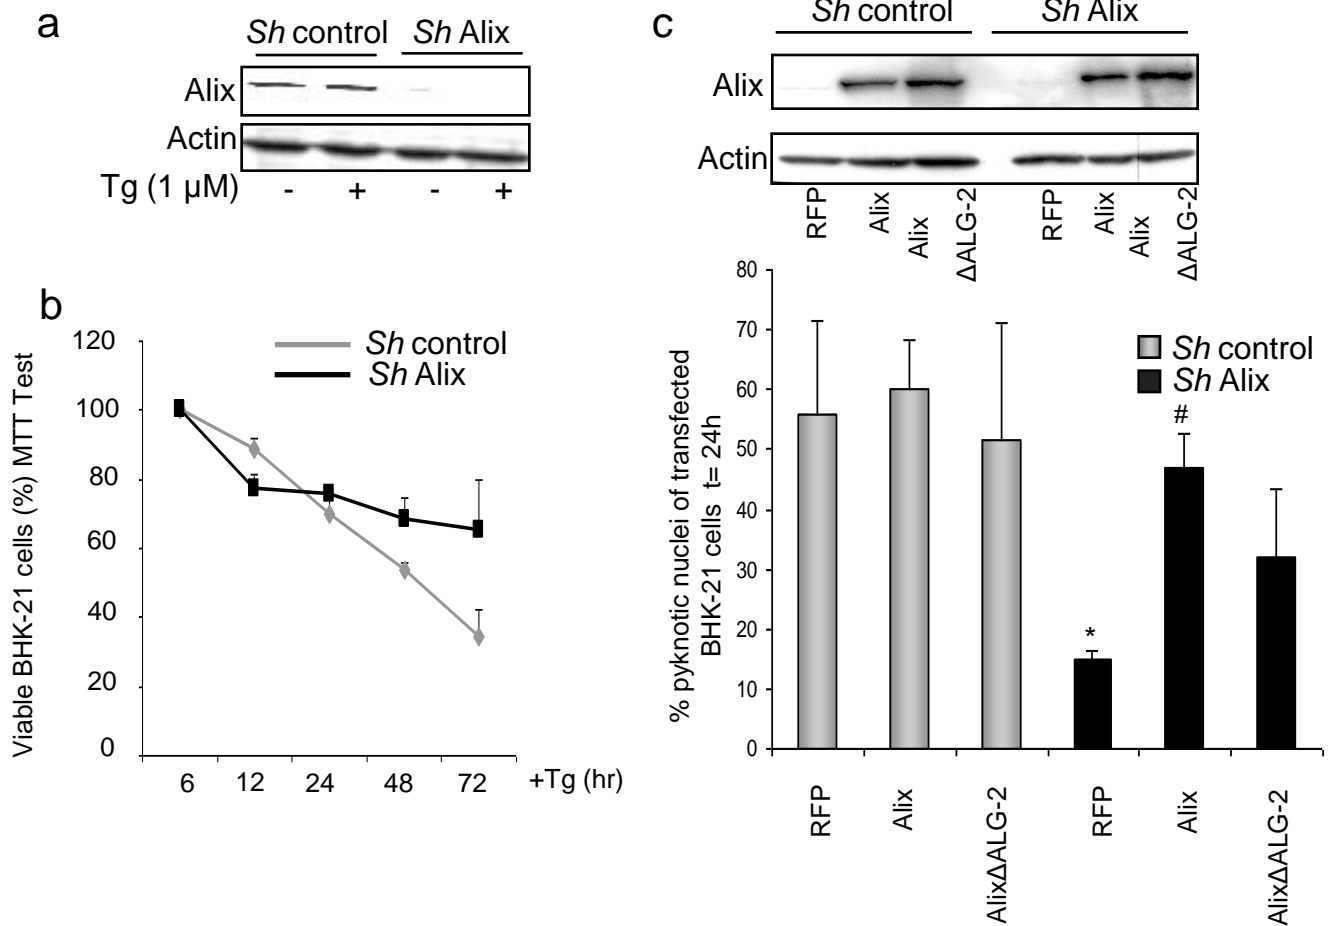 a
Sh control Sh Alix
Alix
Actin
Tg (1 µM) - + - +
b
120
100
80
60
40
20
0
Viable BHK-21 cells (%) MTT Test
Sh control
Sh Alix
6 12 24 48 72 +Tg (hr)
c
Sh control Sh Alix
Alix
Actin
RFP Alix Alix ΔALG-2 RFP Alix Alix ΔALG-2
80
70
60
50
40
30
20
10
0
% pyknotic nuclei of transfected
BHK-21 cells t= 24h
Sh control
Sh Alix
#
*
RFP Alix AlixΔALG-2 RFP Alix AlixΔALG-2